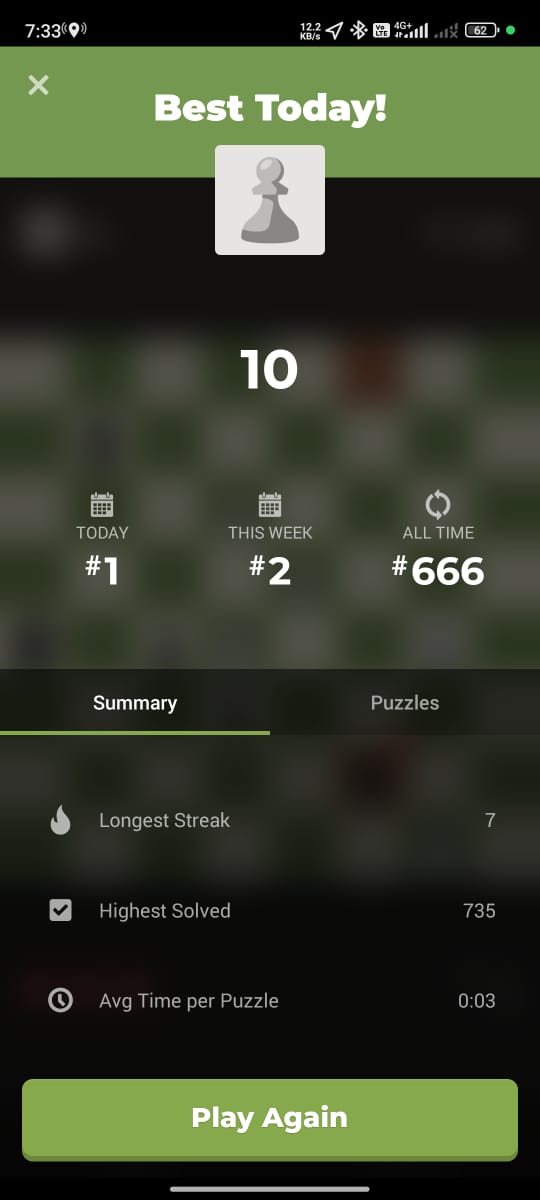 7:33
12.2
KB/s
Vo
LTE
4G+
62
Best Today!
10
TODAY
#1
THIS WEEK
#2
ALL TIME
#666
Summary
Puzzles
Longest Streak
7
Highest Solved
735
Avg Time per Puzzle
0:03
Play Again